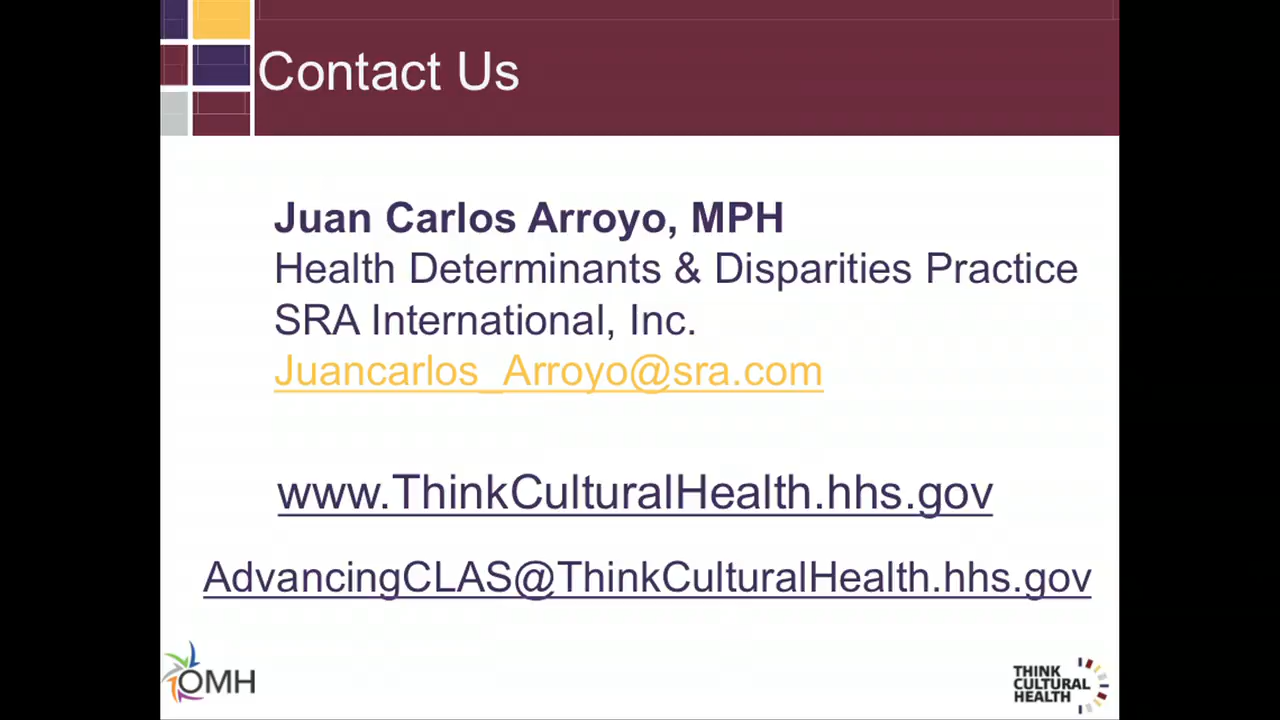 Contact Us
Juan Carlos Arroyo, MPH
Health Determinants & Disparities Practice
SRA International, Inc.
Juancarlos_Arroyo@sra.com
www.ThinkCulturalHealth.hhs.gov
AdvancingCLAS@ThinkCulturalHealth.hhs.gov
OMH
THINK
CULTURAL
HEALTH